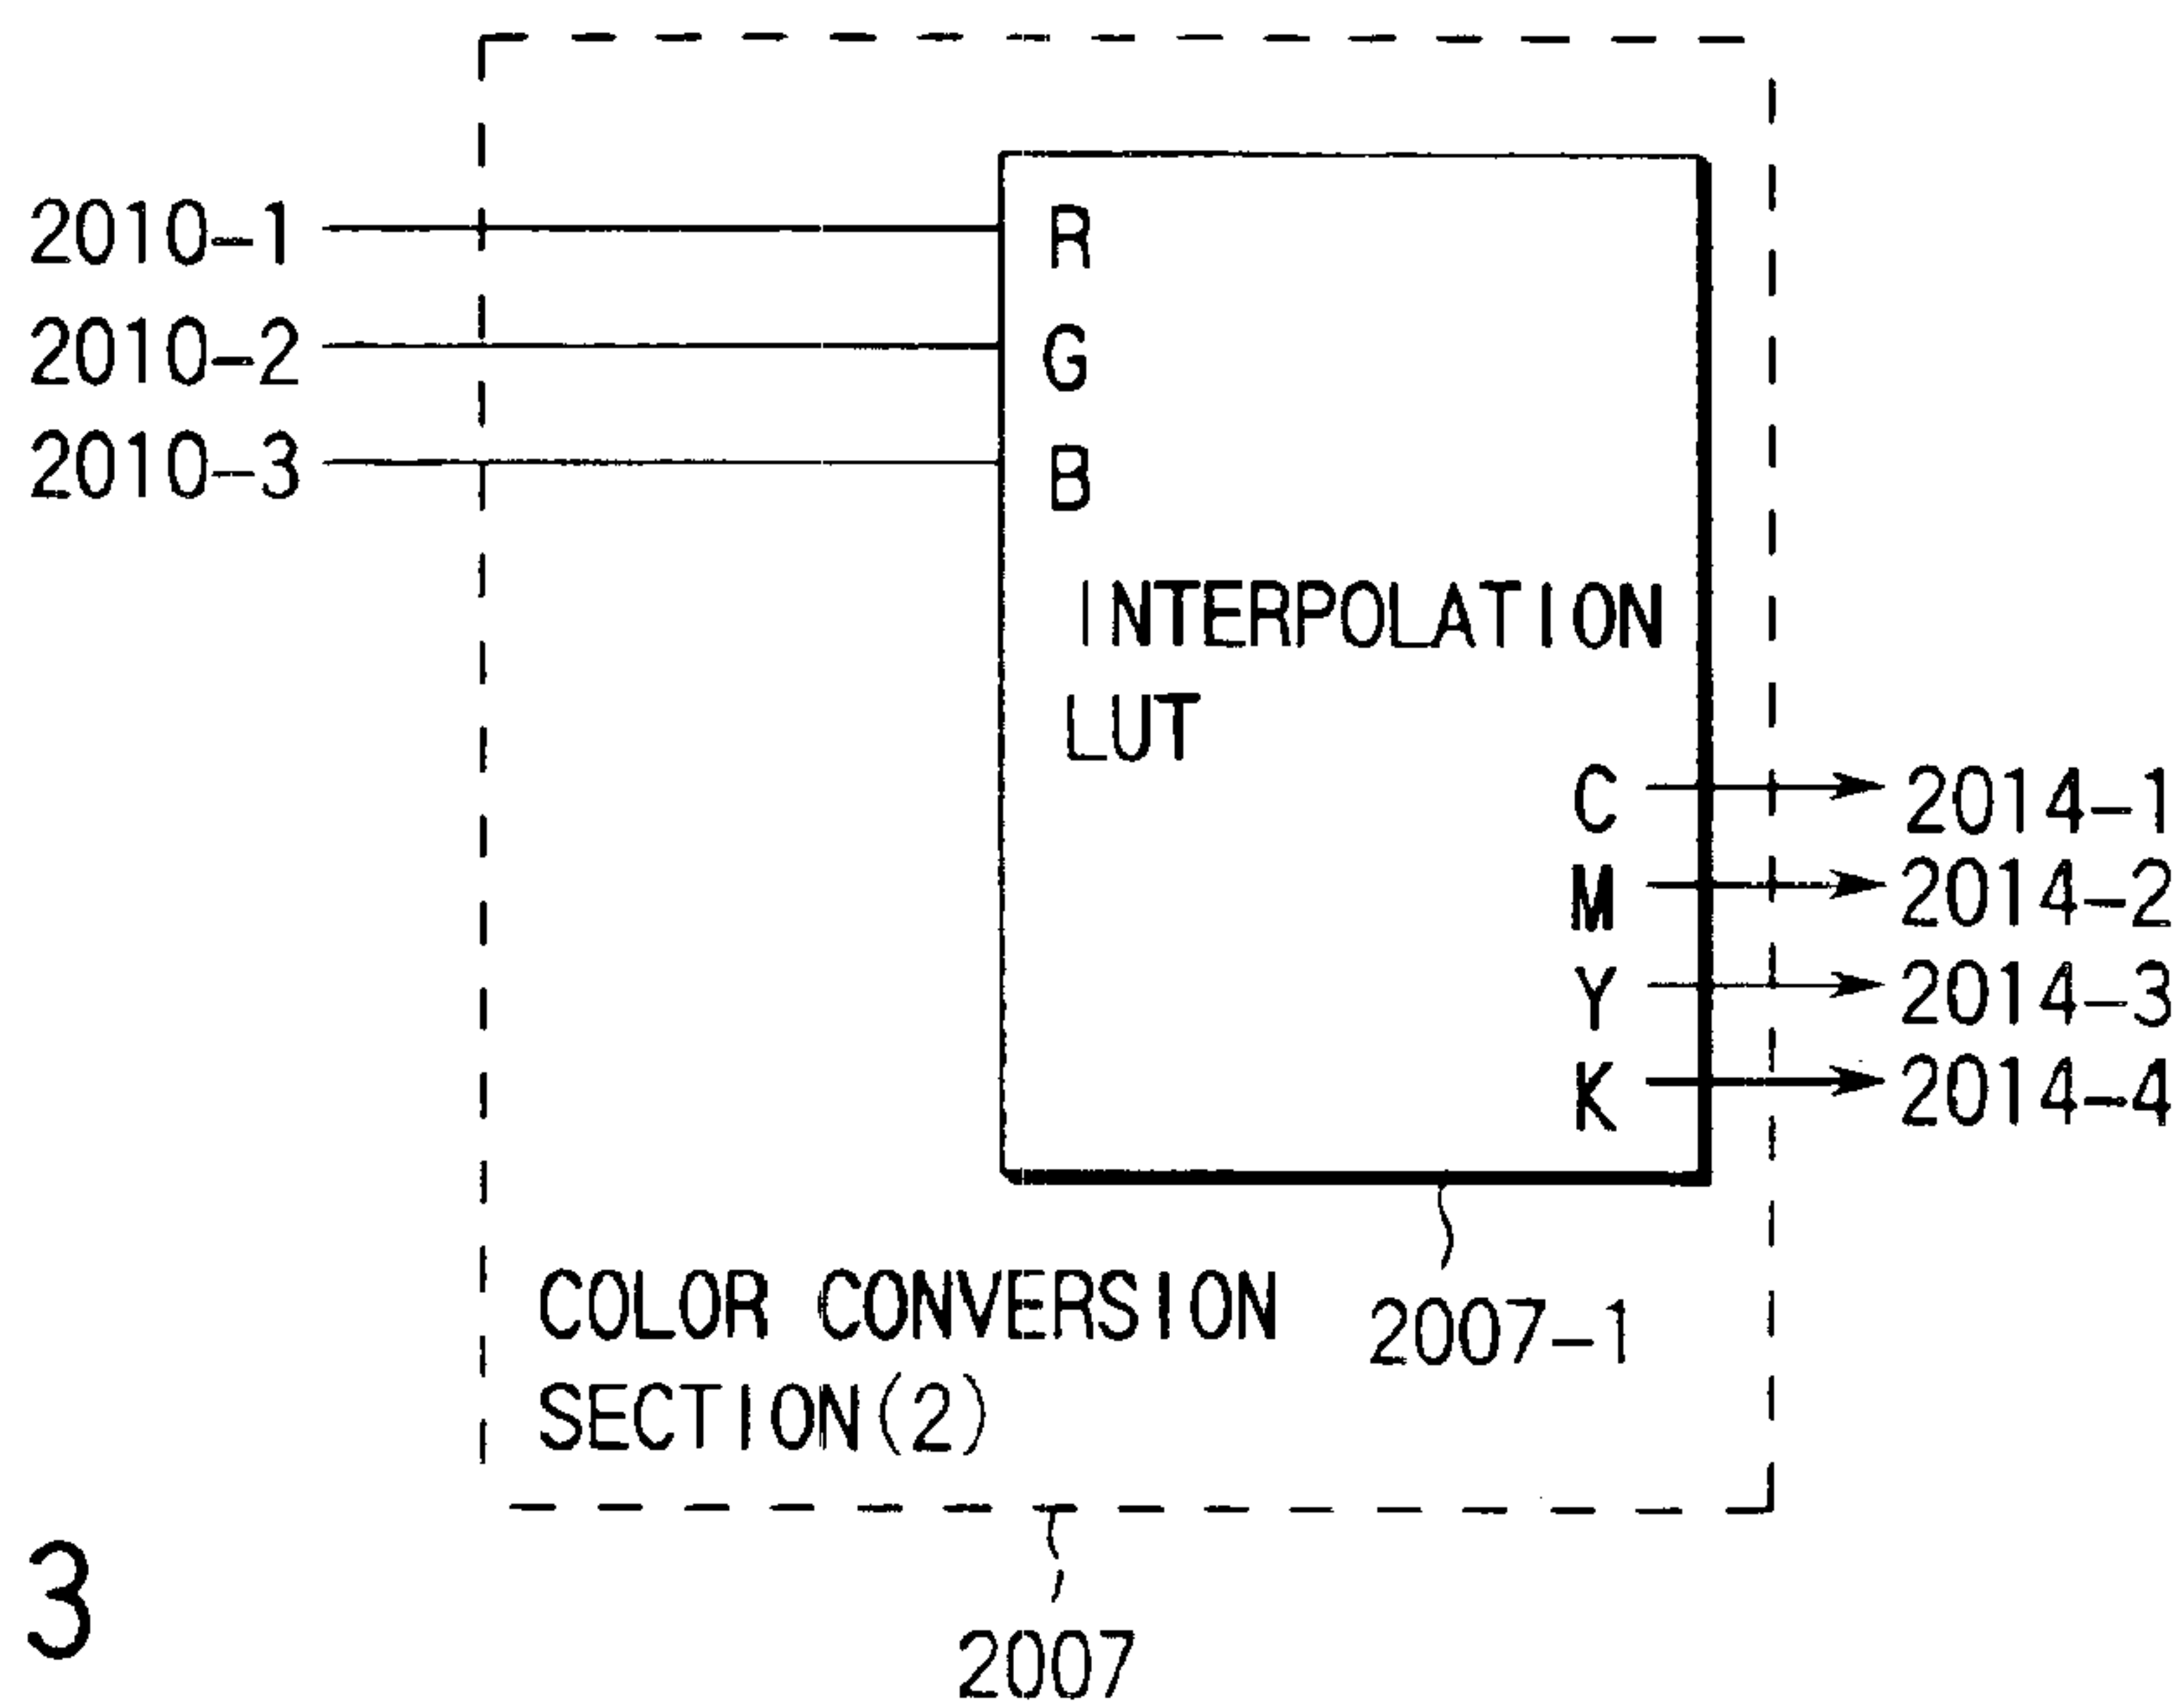 2010-1
R
2010-2
G
2010-3
B
INTERPOLATION
LUT
C
2014-1
M
2014-2
Y
2014-3
K
2014-4
COLOR CONVERSION
SECTION(2)
2007-1
3
2007